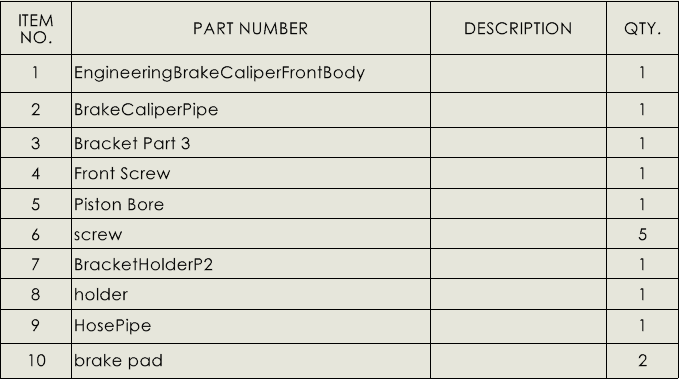 ITEM NO. PART NUMBER DESCRIPTION QTY.
1 EngineeringBrakeCaliperFrontBody 1
2 BrakeCaliperPipe 1
3 Bracket Part 3 1
4 Front Screw 1
5 Piston Bore 1
6 screw 5
7 BracketHolderP2 1
8 holder 1
9 HosePipe 1
10 brake pad 2